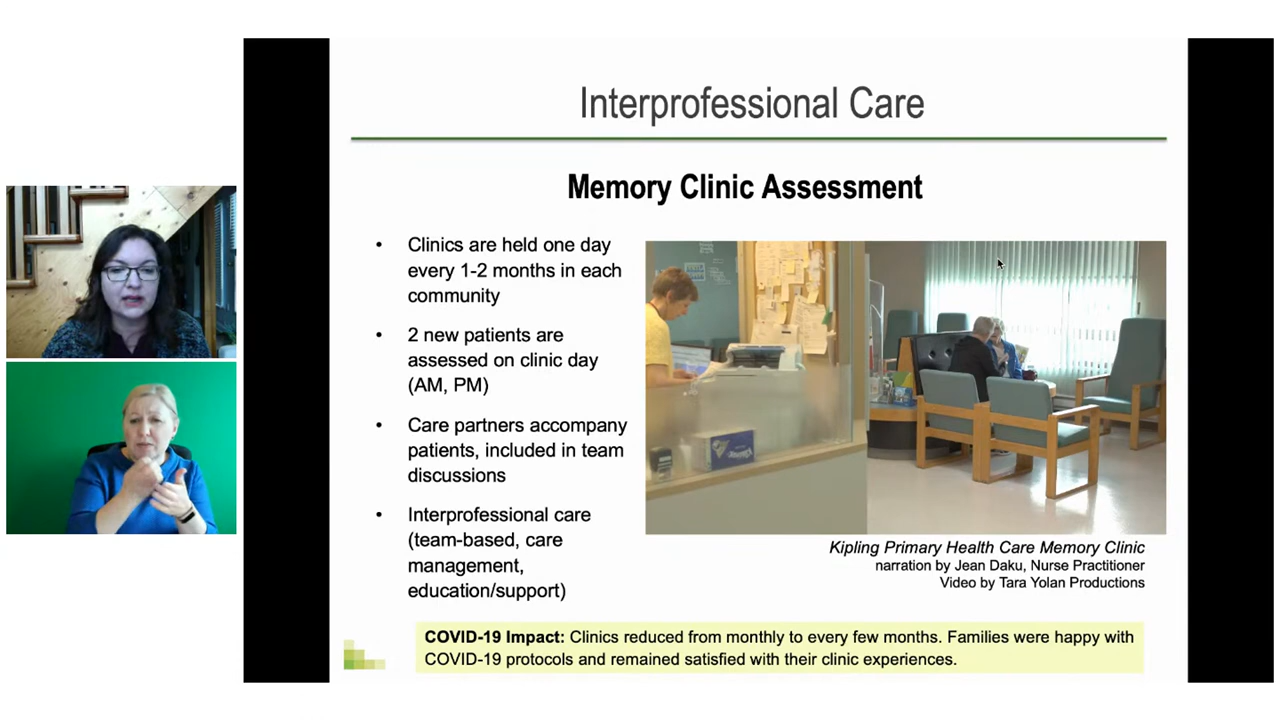 Interprofessional Care
Memory Clinic Assessment
• Clinics are held one day
every 1-2 months in each
community
• 2 new patients are
assessed on clinic day
(AM, PM)
• Care partners accompany
patients, included in team
discussions
• Interprofessional care
(team-based, care
management,
education/support)
Kipling Primary Health Care Memory Clinic
narration by Jean Daku, Nurse Practitioner
Video by Tara Yolan Productions
COVID-19 Impact: Clinics reduced from monthly to every few months. Families were happy with
COVID-19 protocols and remained satisfied with their clinic experiences.